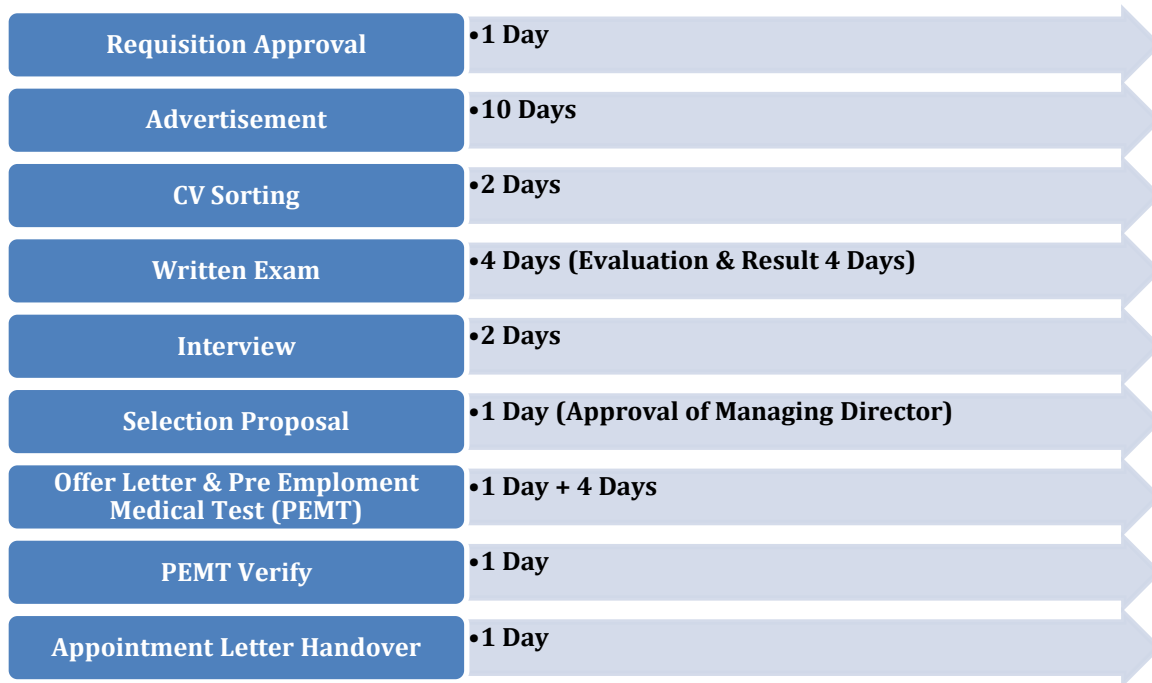 Requisition Approval
•1 Day
Advertisement
•10 Days
CV Sorting
•2 Days
Written Exam
•4 Days (Evaluation & Result 4 Days)
Interview
•2 Days
Selection Proposal
•1 Day (Approval of Managing Director)
Offer Letter & Pre Emploment
Medical Test (PEMT)
•1 Day + 4 Days
PEMT Verify
•1 Day
Appointment Letter Handover
•1 Day